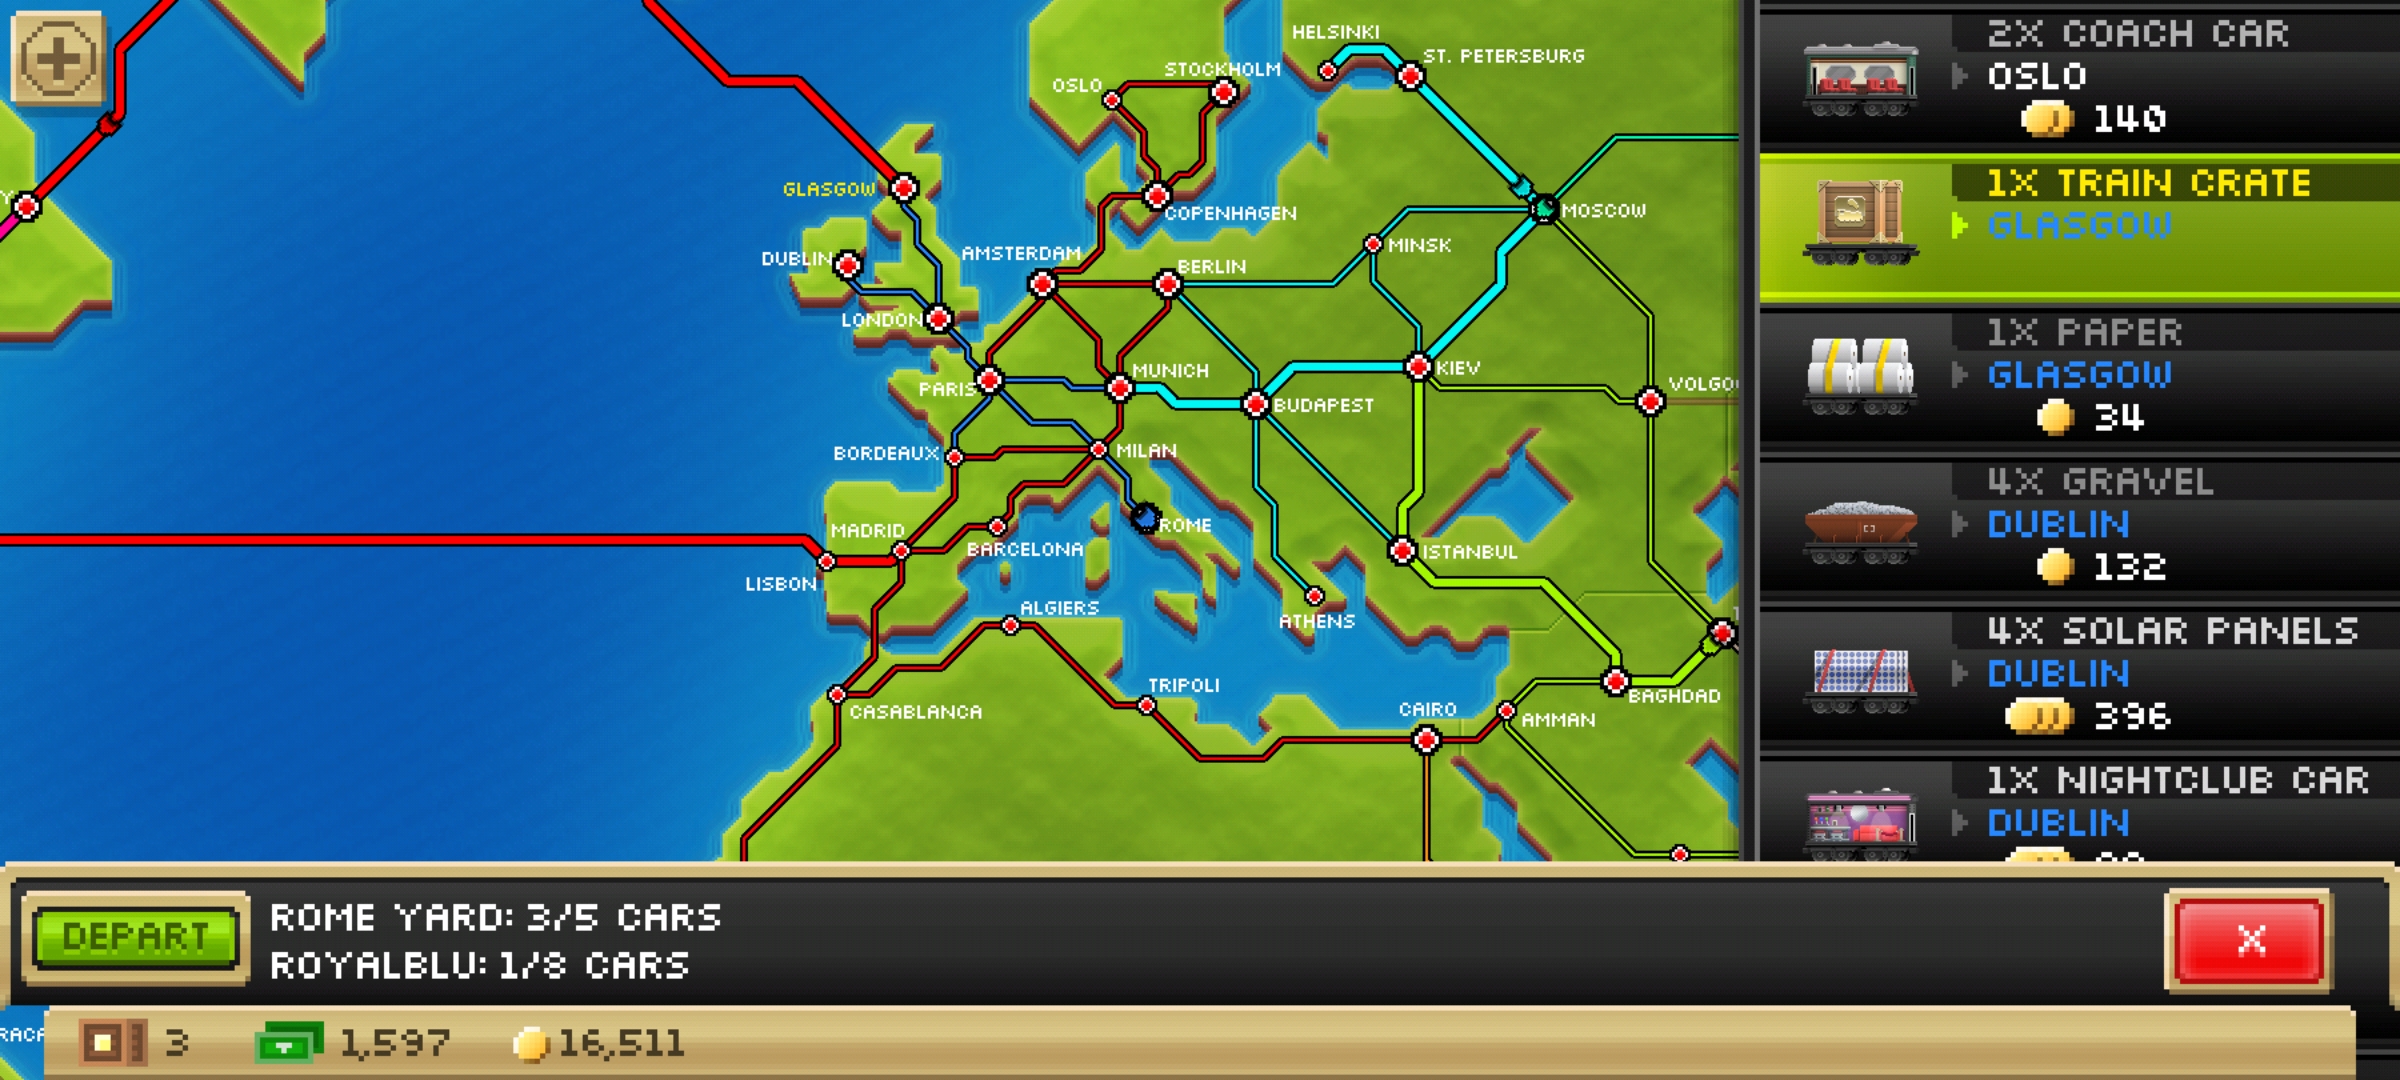 HELSINKI
ST. PETERSBURG
STOCKHOLM
OSLO
GLASGOW
COPENHAGEN
MOSCOW
MINSK
DUBLIN
AMSTERDAM
BERLIN
LONDON
MUNICH
KIEV
PARIS
BUDAPEST
BORDEAUX
MILAN
MADRID
ROME
BARCELONA
ISTANBUL
LISBON
ALGIERS
ATHENS
TRIPOLI
BAGHDAD
CASABLANCA
CAIRO
AMMAN
2X COACH CAR
OSLO
140
1X TRAIN CRATE
GLASGOW
1X PAPER
GLASGOW
34
4X GRAVEL
DUBLIN
132
4X SOLAR PANELS
DUBLIN
396
1X NIGHTCLUB CAR
DUBLIN
DEPART
ROME YARD: 3/5 CARS
ROYALBLU: 1/8 CARS
X
3
1,597
16,511